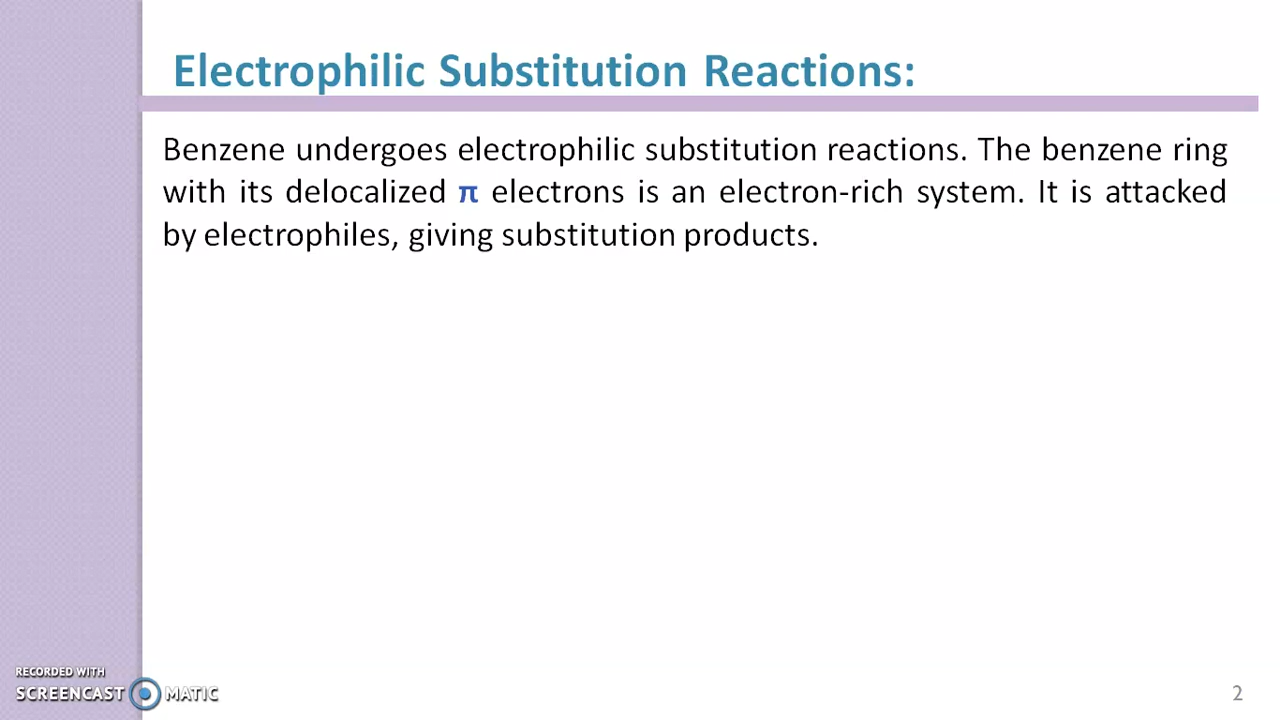 Electrophilic Substitution Reactions:
Benzene undergoes electrophilic substitution reactions. The benzene ring
with its delocalized π electrons is an electron-rich system. It is attacked
by electrophiles, giving substitution products.
RECORDED WITH
SCREENCAST MATIC
2